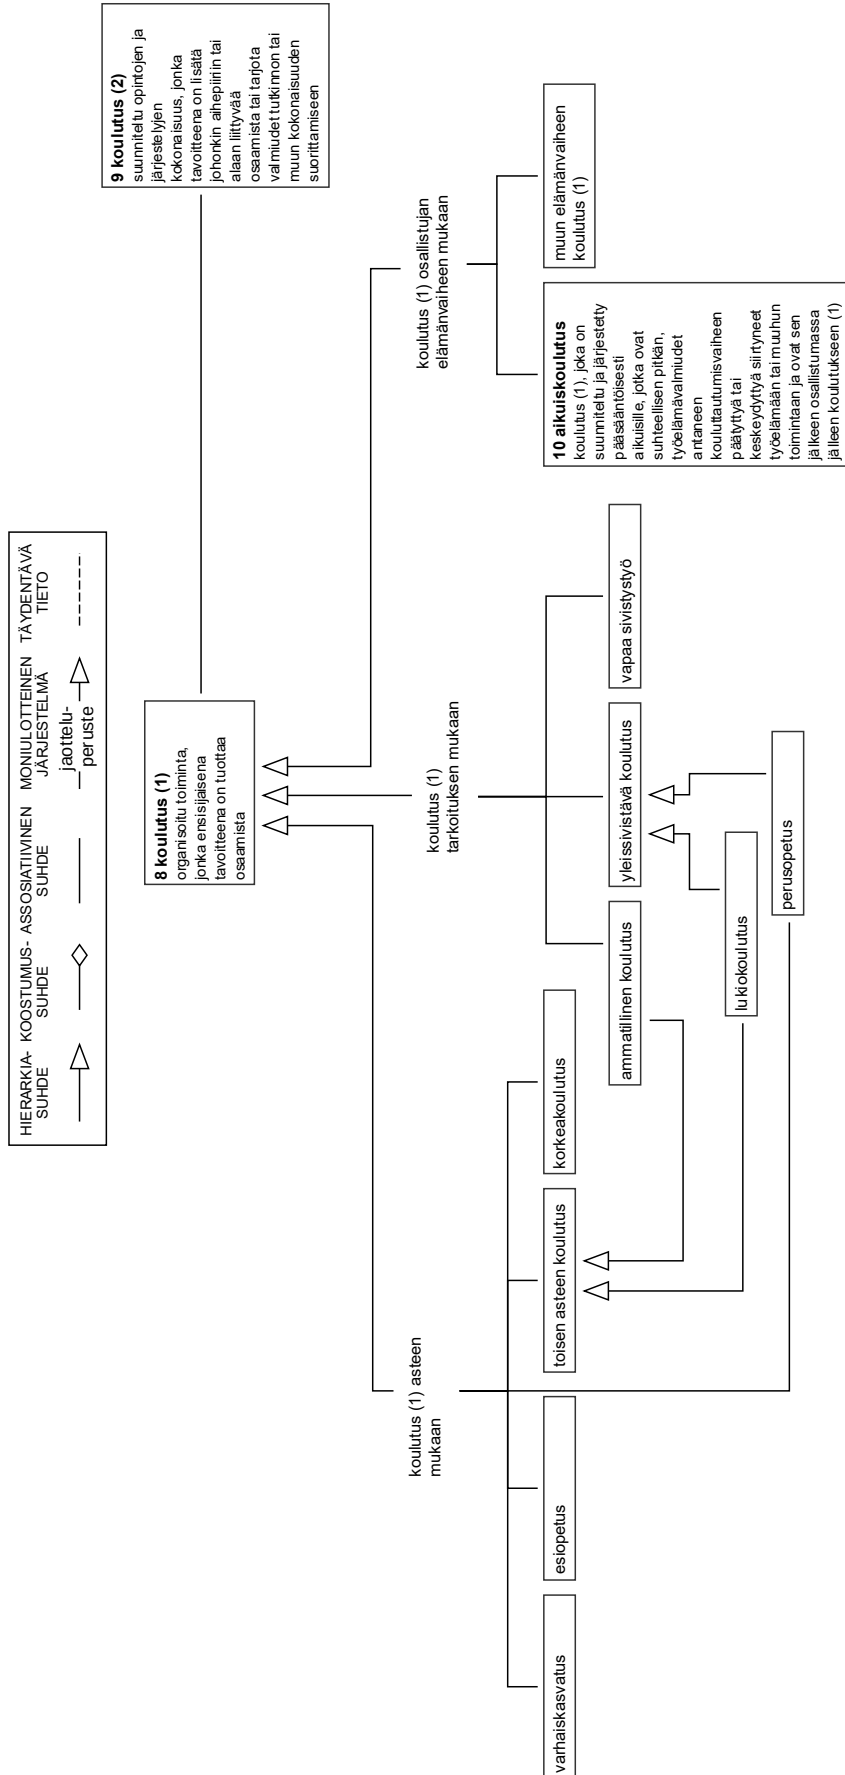 HIERARKIA-
SUHDE
KOOSTUMUS-
SUHDE
ASSOSIATIIVINEN
SUHDE
MONIULOTTEINEN
JÄRJESTELMÄ
jaottelu-
peruste
TÄYDENTÄVÄ
TIETO
8 koulutus (1)
organisoitu toiminta,
jonka ensisijaisena
tavoitteena on tuottaa
osaamista
9 koulutus (2)
suunniteltu opintojen ja
järjestelyjen
kokonaisuus, jonka
tavoitteena on lisätä
johonkin aihepiiriin tai
alaan liittyvää
osaamista tai tarjota
valmiudet tutkinnon tai
muun kokonaisuuden
suorittamiseen
koulutus (1) asteen
mukaan
koulutus (1)
tarkoituksen mukaan
koulutus (1) osallistujan
elämänvaiheen mukaan
varhaiskasvatus
esiopetus
toisen asteen koulutus
korkeakoulutus
ammatillinen koulutus
yleissivistävä koulutus
vapaa sivistystyö
lukiokoulutus
perusopetus
10 aikuiskoulutus
koulutus (1), joka on
suunniteltu ja järjestetty
pääsääntöisesti
aikuisille, jotka ovat
suhteellisen pitkän,
työelämävalmiudet
antaneen
kouluttautumisvaiheen
päätyttyä tai
keskeydyttyä siirtyneet
työelämään tai muuhun
toimintaan ja ovat sen
jälkeen osallistumassa
jälleen koulutukseen (1)
muun elämänvaiheen
koulutus (1)